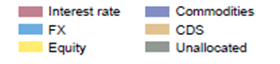 Interest rate Commodities
FX CDS
Equity Unallocated